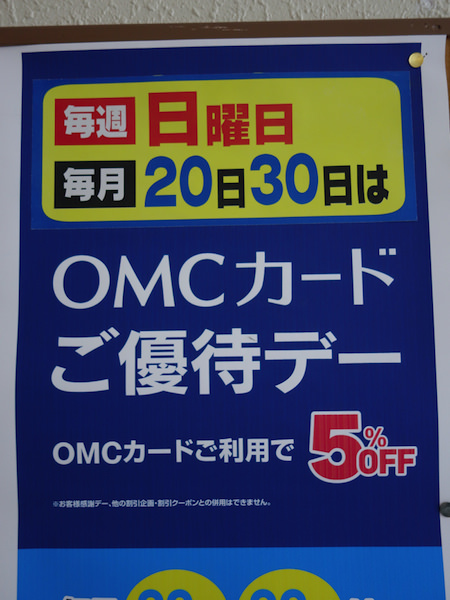 毎週 日曜日
毎月 20日30日は
OMCカード
ご優待デー
OMCカードご利用で 5%OFF
※お客様感謝デー、他の割引企画・割引クーポンとの併用はできません。